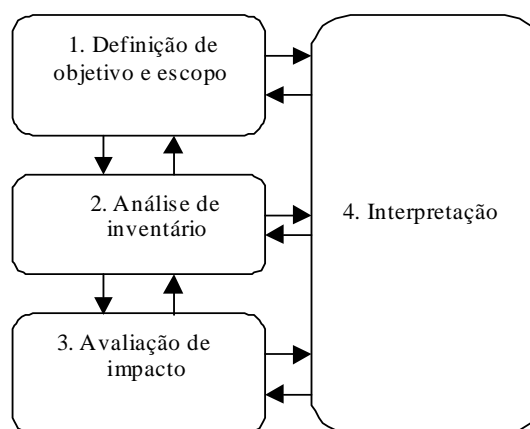 1. Definição de
objetivo e escopo
2. Análise de
inventário
3. Avaliação de
impacto
4. Interpretação